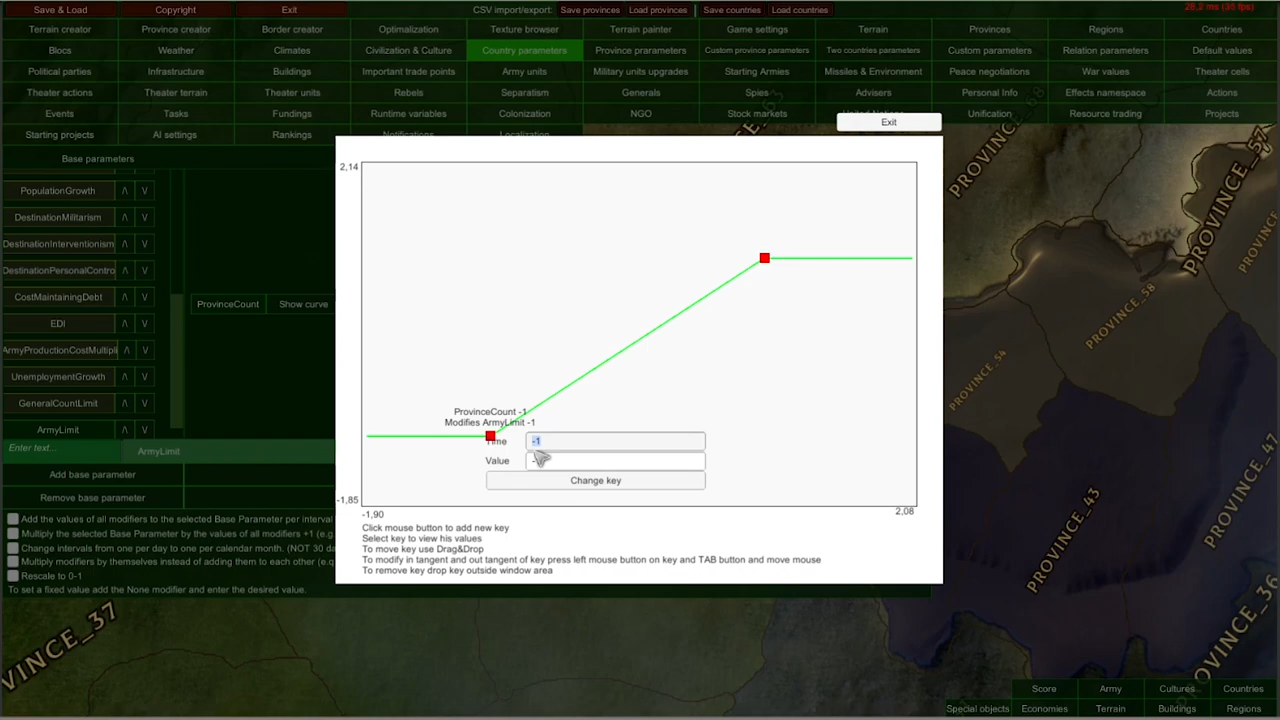 Save & Load Copyright Exit CSV import/export: Save provinces Load provinces Save countries Load countries 28,2 ms (35 fps)
Terrain creator Province creator Border creator Optimalization Texture browser Terrain painter Game settings Terrain Provinces Regions Countries
Blocs Weather Climates Civilization & Culture Country parameters Province parameters Custom province parameters Two countries parameters Custom parameters Relation parameters Default values
Political parties Infrastructure Buildings Important trade points Army units Military units upgrades Starting Armies Missiles & Environment Peace negotiations War values Theater cells
Theater actions Theater terrain Theater units Rebels Separatism Generals Spies Advisers Personal Info Effects namespace Actions
Events Tasks Fundings Runtime variables Colonization NGO Stock markets United Nations Unification Resource trading Projects
Starting projects AI settings Rankings Notifications Localization
Exit
Base parameters
PopulationGrowth /\ V
DestinationMilitarism /\ V
DestinationInterventionism /\ V
DestinationPersonalContro /\ V
CostMaintainingDebt /\ V
EDI /\ V
ArmyProductionCostMultipli /\ V
UnemploymentGrowth /\ V
GeneralCountLimit /\ V
ArmyLimit /\ V
ProvinceCount Show curve
Enter text... ArmyLimit
Add base parameter
Remove base parameter
Add the values of all modifiers to the selected Base Parameter per interval
Multiply the selected Base Parameter by the values of all modifiers +1 (e.g.
Change intervals from one per day to one per calendar month. (NOT 30 da
Multiply modifiers by themselves instead of adding them to each other (e.q
Rescale to 0-1
To set a fixed value add the None modifier and enter the desired value.
2,14
ProvinceCount -1
Modifies ArmyLimit -1
Time -1
Value
Change key
-1,85
-1,90 2,08
Click mouse button to add new key
Select key to view his values
To move key use Drag&Drop
To modify in tangent and out tangent of key press left mouse button on key and TAB button and move mouse
To remove key drop key outside window area
PROVINCE_57
PROVINCE_58
PROVINCE_54
PROVINCE_43
PROVINCE_47
PROVINCE_36
VINCE_37
Score Army Cultures Countries
Special objects Economies Terrain Buildings Regions